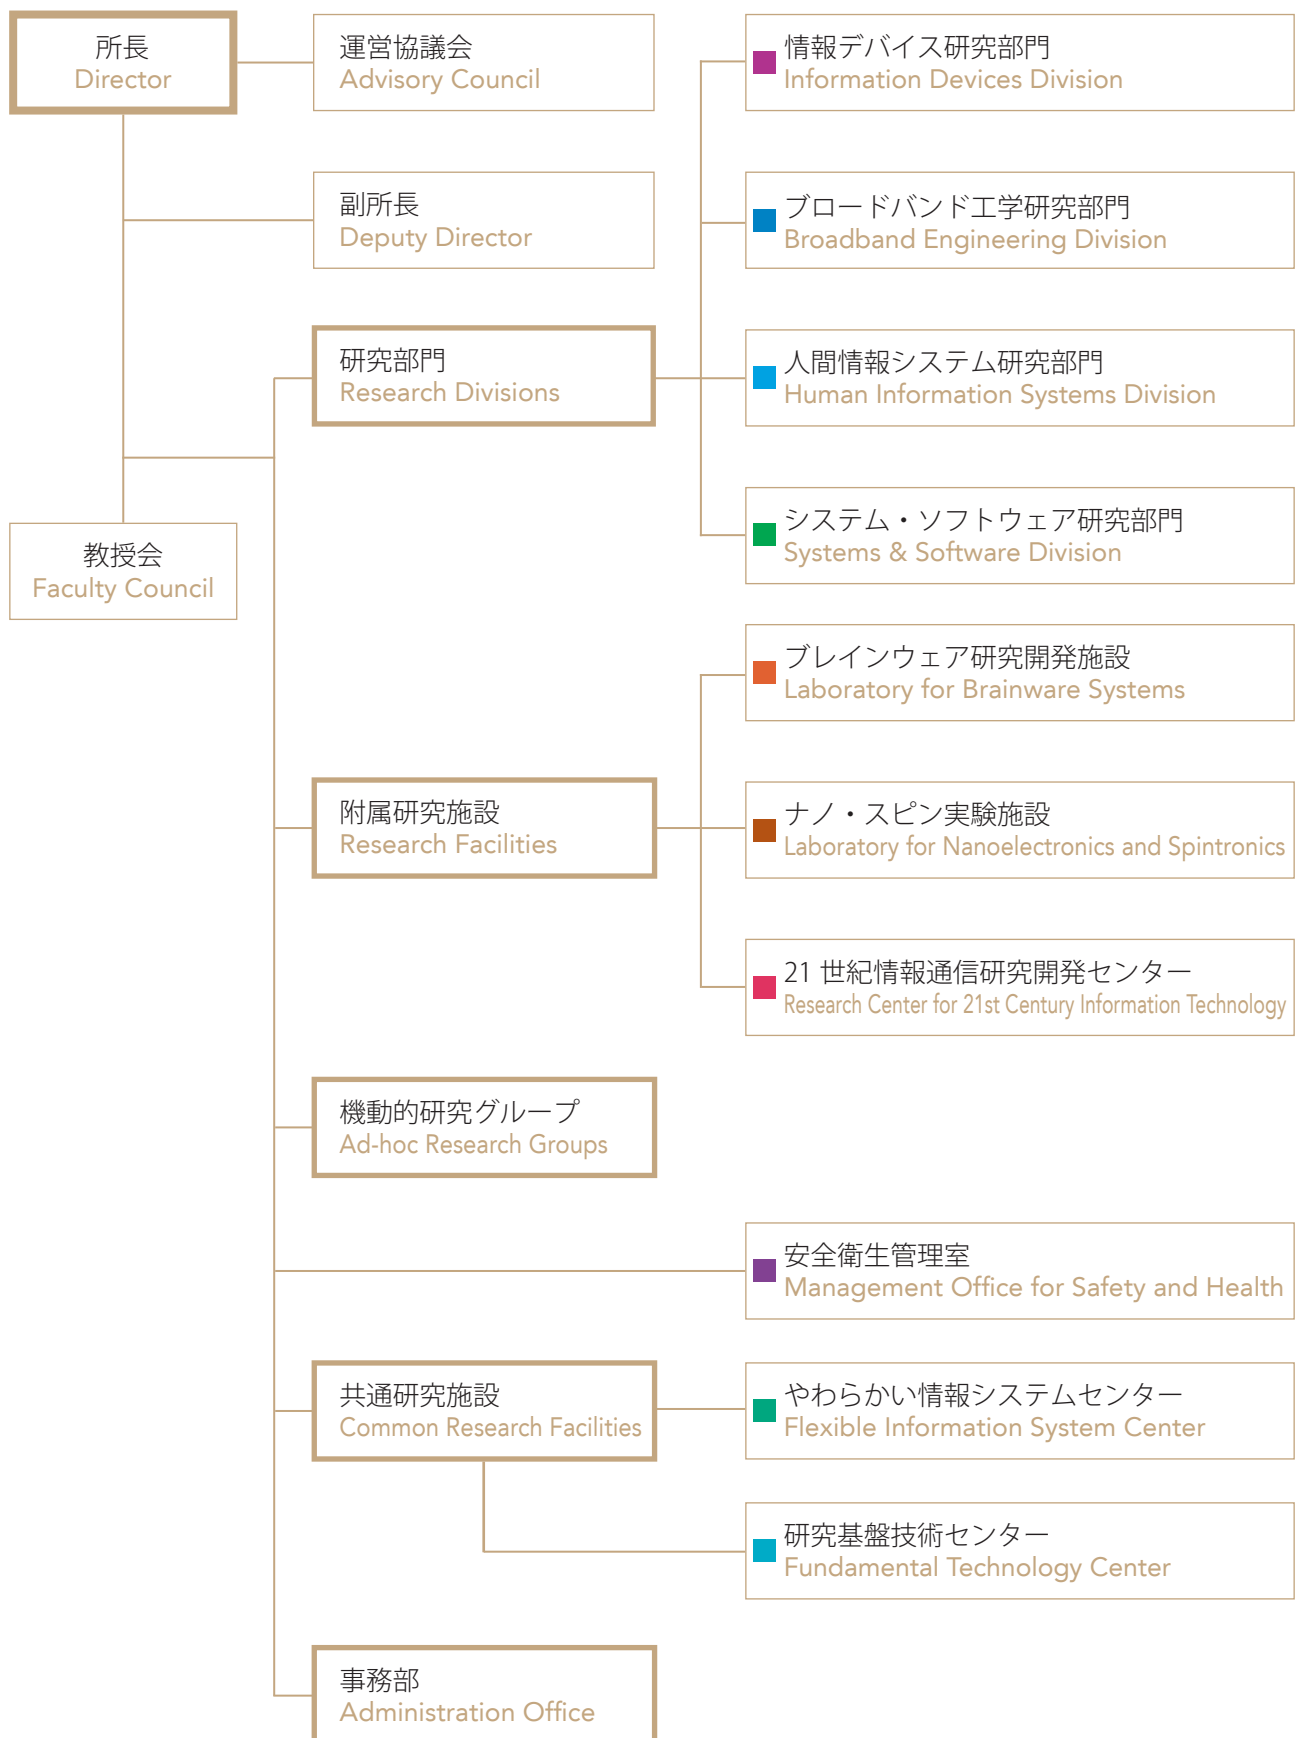 所長
Director
運営協議会
Advisory Council
副所長
Deputy Director
研究部門
Research Divisions
情報デバイス研究部門
Information Devices Division
ブロードバンド工学研究部門
Broadband Engineering Division
人間情報システム研究部門
Human Information Systems Division
システム・ソフトウェア研究部門
Systems & Software Division
教授会
Faculty Council
附属研究施設
Research Facilities
ブレインウェア研究開発施設
Laboratory for Brainware Systems
ナノ・スピン実験施設
Laboratory for Nanoelectronics and Spintronics
21 世紀情報通信研究開発センター
Research Center for 21st Century Information Technology
機動的研究グループ
Ad-hoc Research Groups
安全衛生管理室
Management Office for Safety and Health
共通研究施設
Common Research Facilities
やわらかい情報システムセンター
Flexible Information System Center
研究基盤技術センター
Fundamental Technology Center
事務部
Administration Office